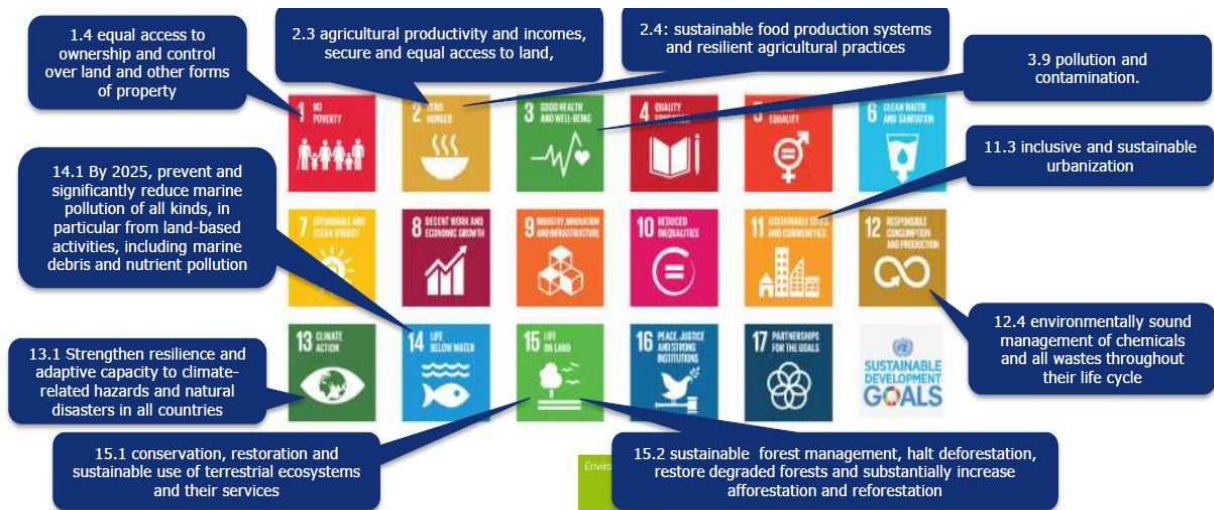 1.4 equal access to
ownership and control
over land and other forms
of property
2.3 agricultural productivity and incomes,
secure and equal access to land,
2.4: sustainable food production systems
and resilient agricultural practices
3.9 pollution and
contamination.
1 NO
POVERTY
2
HUNGER
3 GOOD HEALTH
AND WELL-BEING
4 QUALITY
5
EQUALITY
6 CLEAN WATER
AND SANITATION
14.1 By 2025, prevent and
significantly reduce marine
pollution of all kinds, in
particular from land-based
activities, including marine
debris and nutrient pollution
11.3 inclusive and sustainable
urbanization
7 AFFORDABLE AND
CLEAN ENERGY
8 DECENT WORK AND
ECONOMIC GROWTH
9 INDUSTRY, INNOVATION
AND INFRASTRUCTURE
10 REDUCED
INEQUALITIES
11 SUSTAINABLE CITIES
AND COMMUNITIES
12 RESPONSIBLE
CONSUMPTION
AND PRODUCTION
12.4 environmentally sound
management of chemicals
and all wastes throughout
their life cycle
13.1 Strengthen resilience and
adaptive capacity to climate-
related hazards and natural
disasters in all countries
13 CLIMATE
ACTION
14 LIFE
BELOW WATER
15 LIFE
ON LAND
16 PEACE, JUSTICE
AND STRONG
INSTITUTIONS
17 PARTNERSHIPS
FOR THE GOALS
SUSTAINABLE
DEVELOPMENT
GOALS
15.1 conservation, restoration and
sustainable use of terrestrial ecosystems
and their services
15.2 sustainable forest management, halt deforestation,
restore degraded forests and substantially increase
afforestation and reforestation